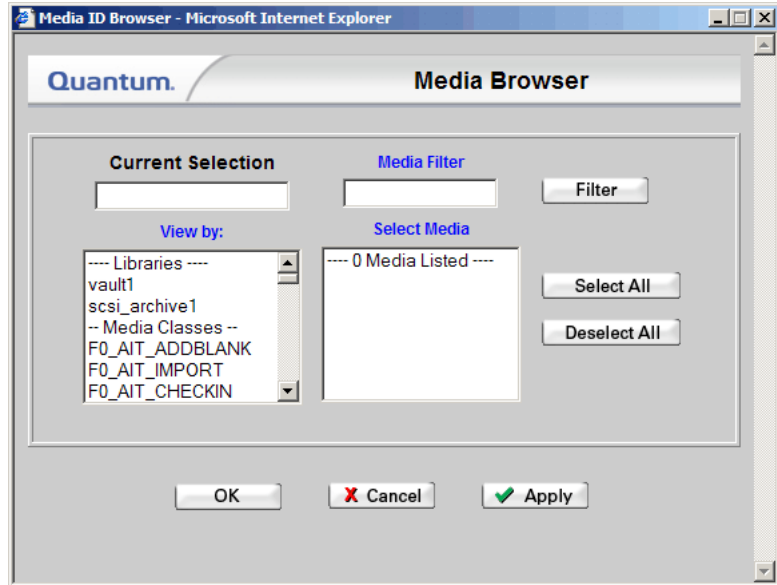 Media ID Browser - Microsoft Internet Explorer
Quantum.
Media Browser
Current Selection
Media Filter
Filter
View by:
Select Media
---- Libraries ----
vault1
scsi_archive1
-- Media Classes --
F0_AIT_ADDBLANK
F0_AIT_IMPORT
F0_AIT_CHECKIN
---- 0 Media Listed ----
Select All
Deselect All
OK
Cancel
Apply